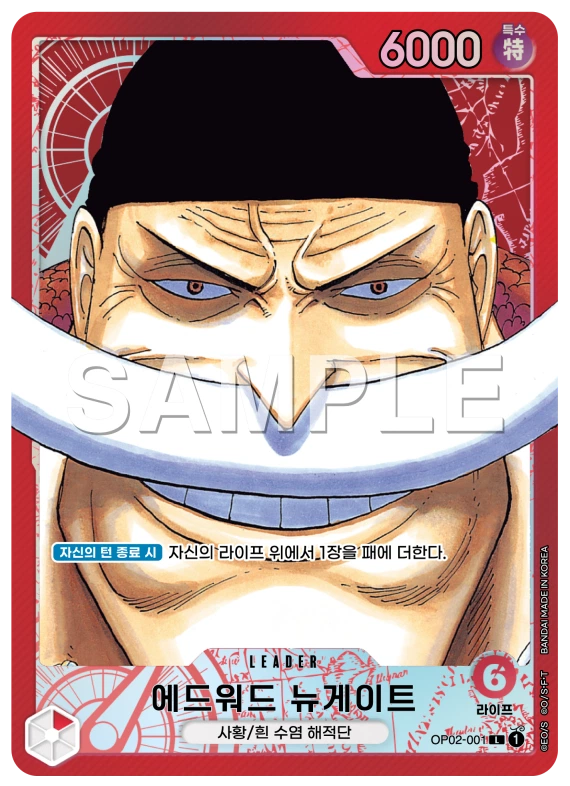 특수
6000 特
SAMPLE
자신의 턴 종료 시 자신의 라이프 위에서 1장을 패에 더한다.
LEADER
에드워드 뉴게이트
6
라이프
사황/흰 수염 해적단
OP02-001 L 1
©EO/S ©O/S·F·T BANDAI MADE IN KOREA